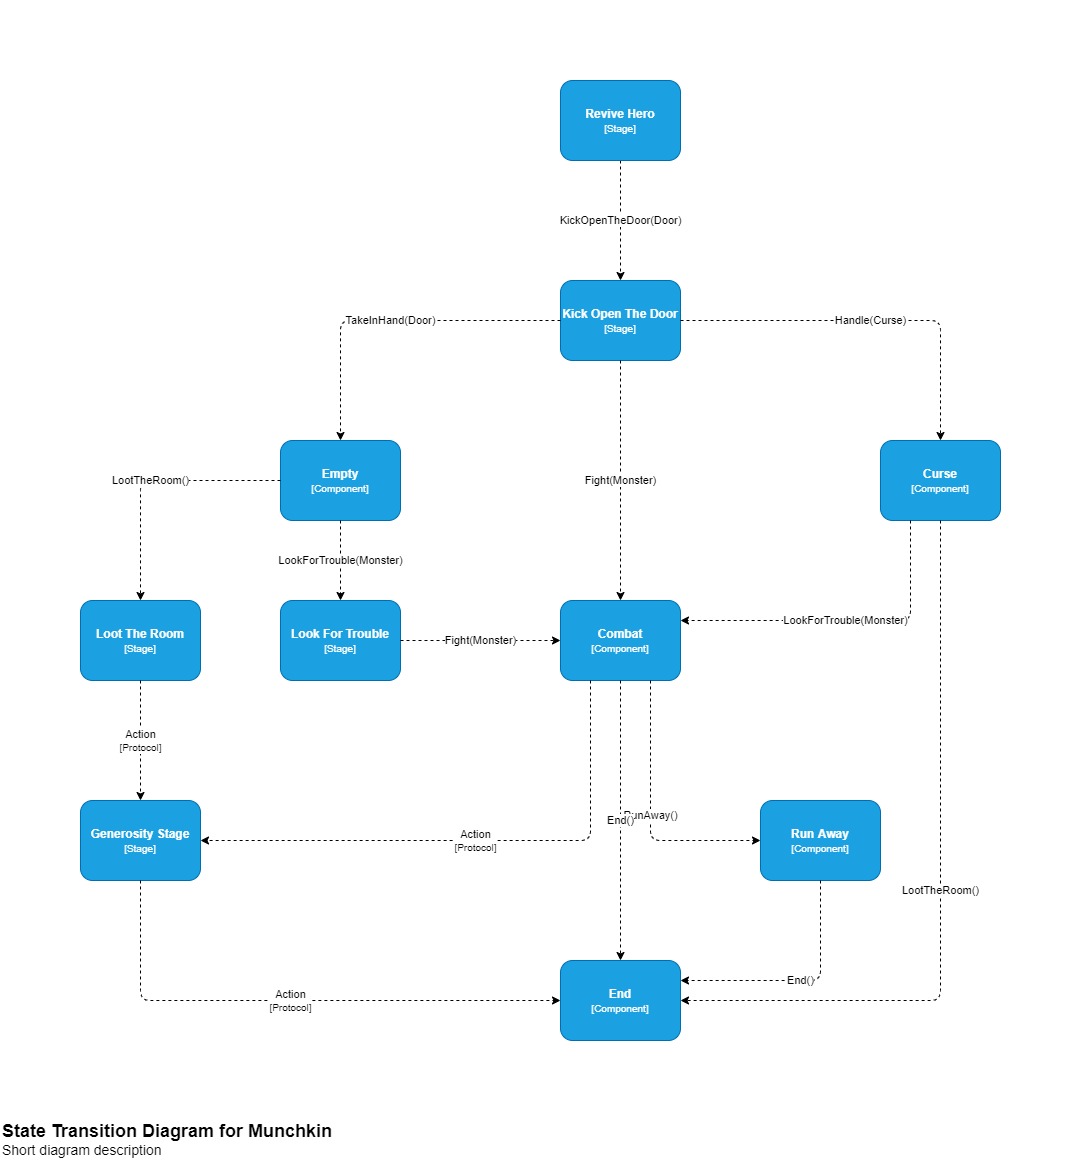 Revive Hero
[Stage]
KickOpenTheDoor(Door)
Kick Open The Door
[Stage]
TakeInHand(Door)
Handle(Curse)
Empty
[Component]
Curse
[Component]
LootTheRoom()
Fight(Monster)
LookForTrouble(Monster)
Loot The Room
[Stage]
Look For Trouble
[Stage]
Fight(Monster)
Combat
[Component]
LookForTrouble(Monster)
Action
[Protocol]
Generosity Stage
[Stage]
Action
[Protocol]
End()
RunAway()
Run Away
[Component]
LootTheRoom()
Action
[Protocol]
End
[Component]
End()
State Transition Diagram for Munchkin
Short diagram description